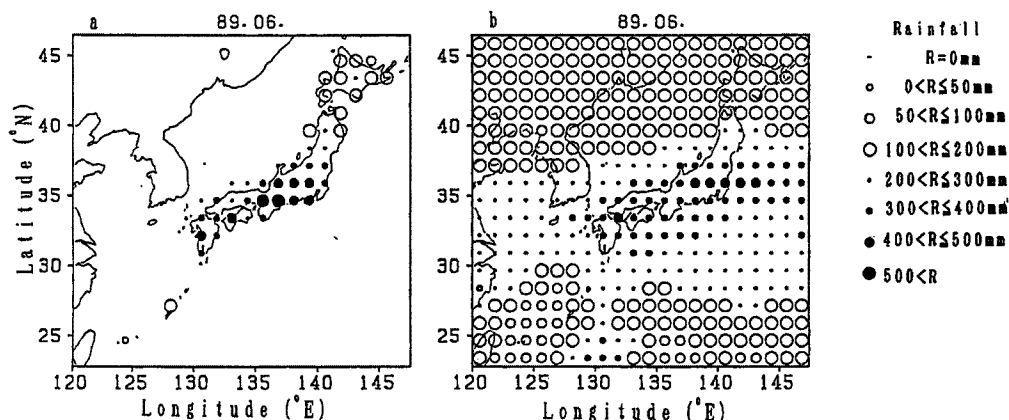 a 89.06.
45
40
35
30
25
120 125 130 135 140 145
Latitude (°N)
Longitude (°E)
b 89.06.
45
40
35
30
25
120 125 130 135 140 145
Longitude (°E)
Rainfall
R=0mm
0<R≦50mm
50<R≦100mm
100<R≦200mm
200<R≦300mm
300<R≦400mm
400<R≦500mm
500<R